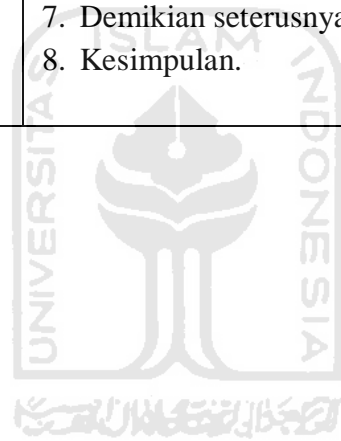 7. Demikian seterusnya
8. Kesimpulan.
ISLAM
UNIVERSITAS
INDONESIA